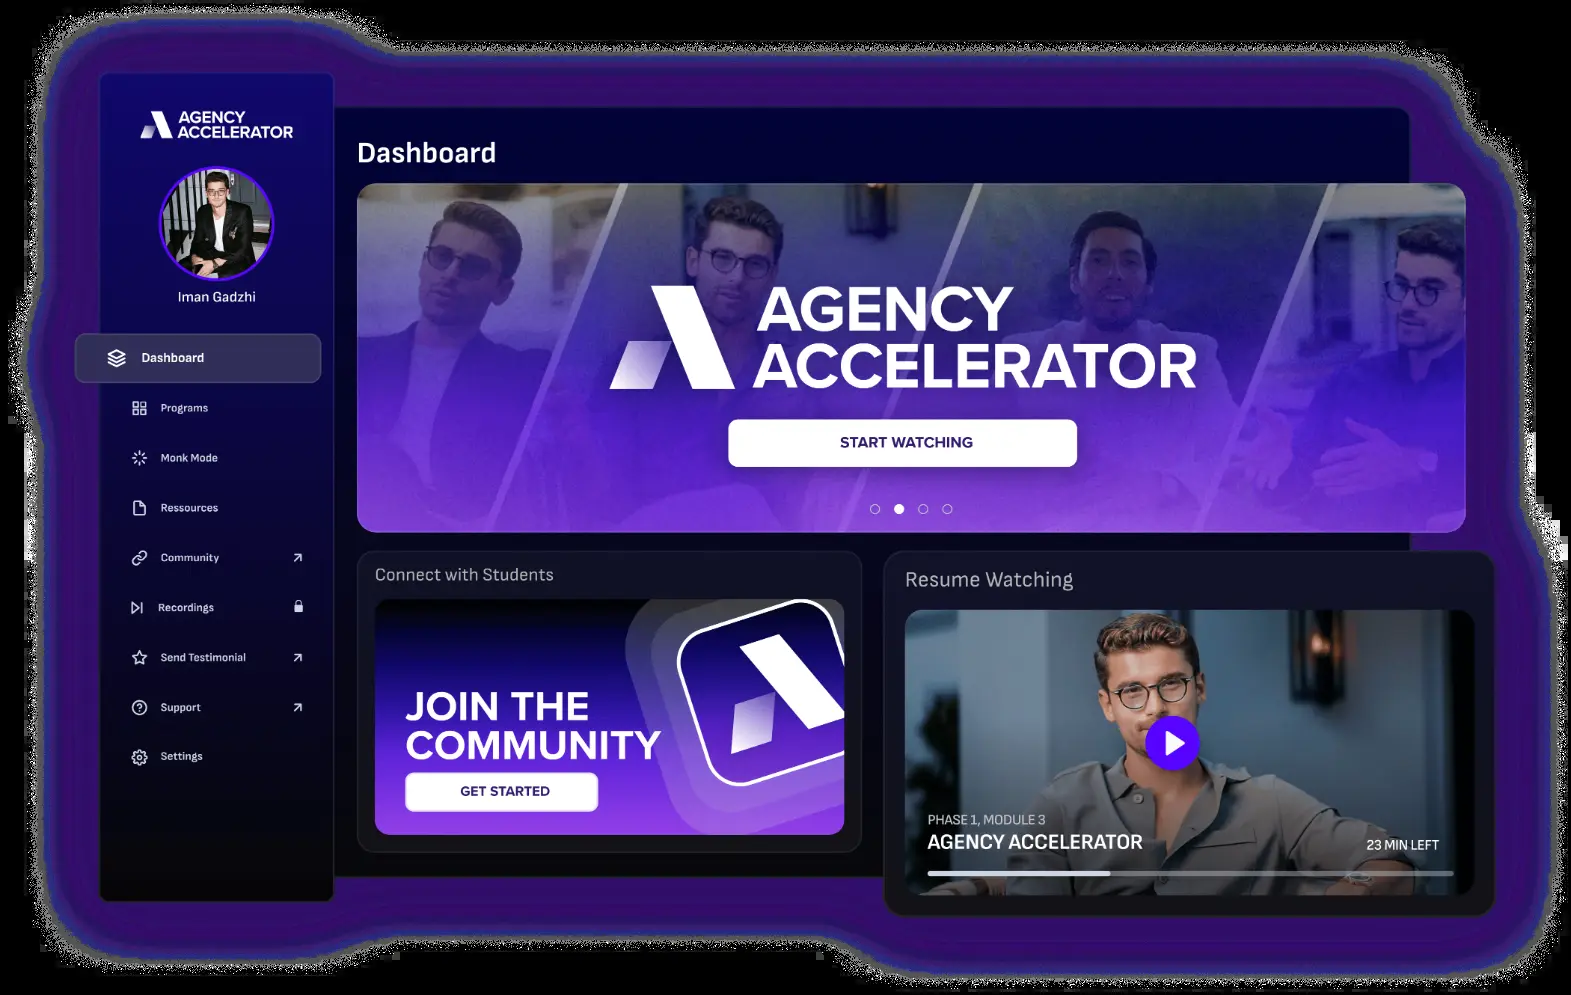 AGENCY
ACCELERATOR
Iman Gadzhi
Dashboard
Programs
Monk Mode
Ressources
Community
Recordings
Send Testimonial
Support
Settings
Dashboard
AGENCY
ACCELERATOR
START WATCHING
Connect with Students
JOIN THE
COMMUNITY
GET STARTED
Resume Watching
PHASE 1, MODULE 3
AGENCY ACCELERATOR
23 MIN LEFT